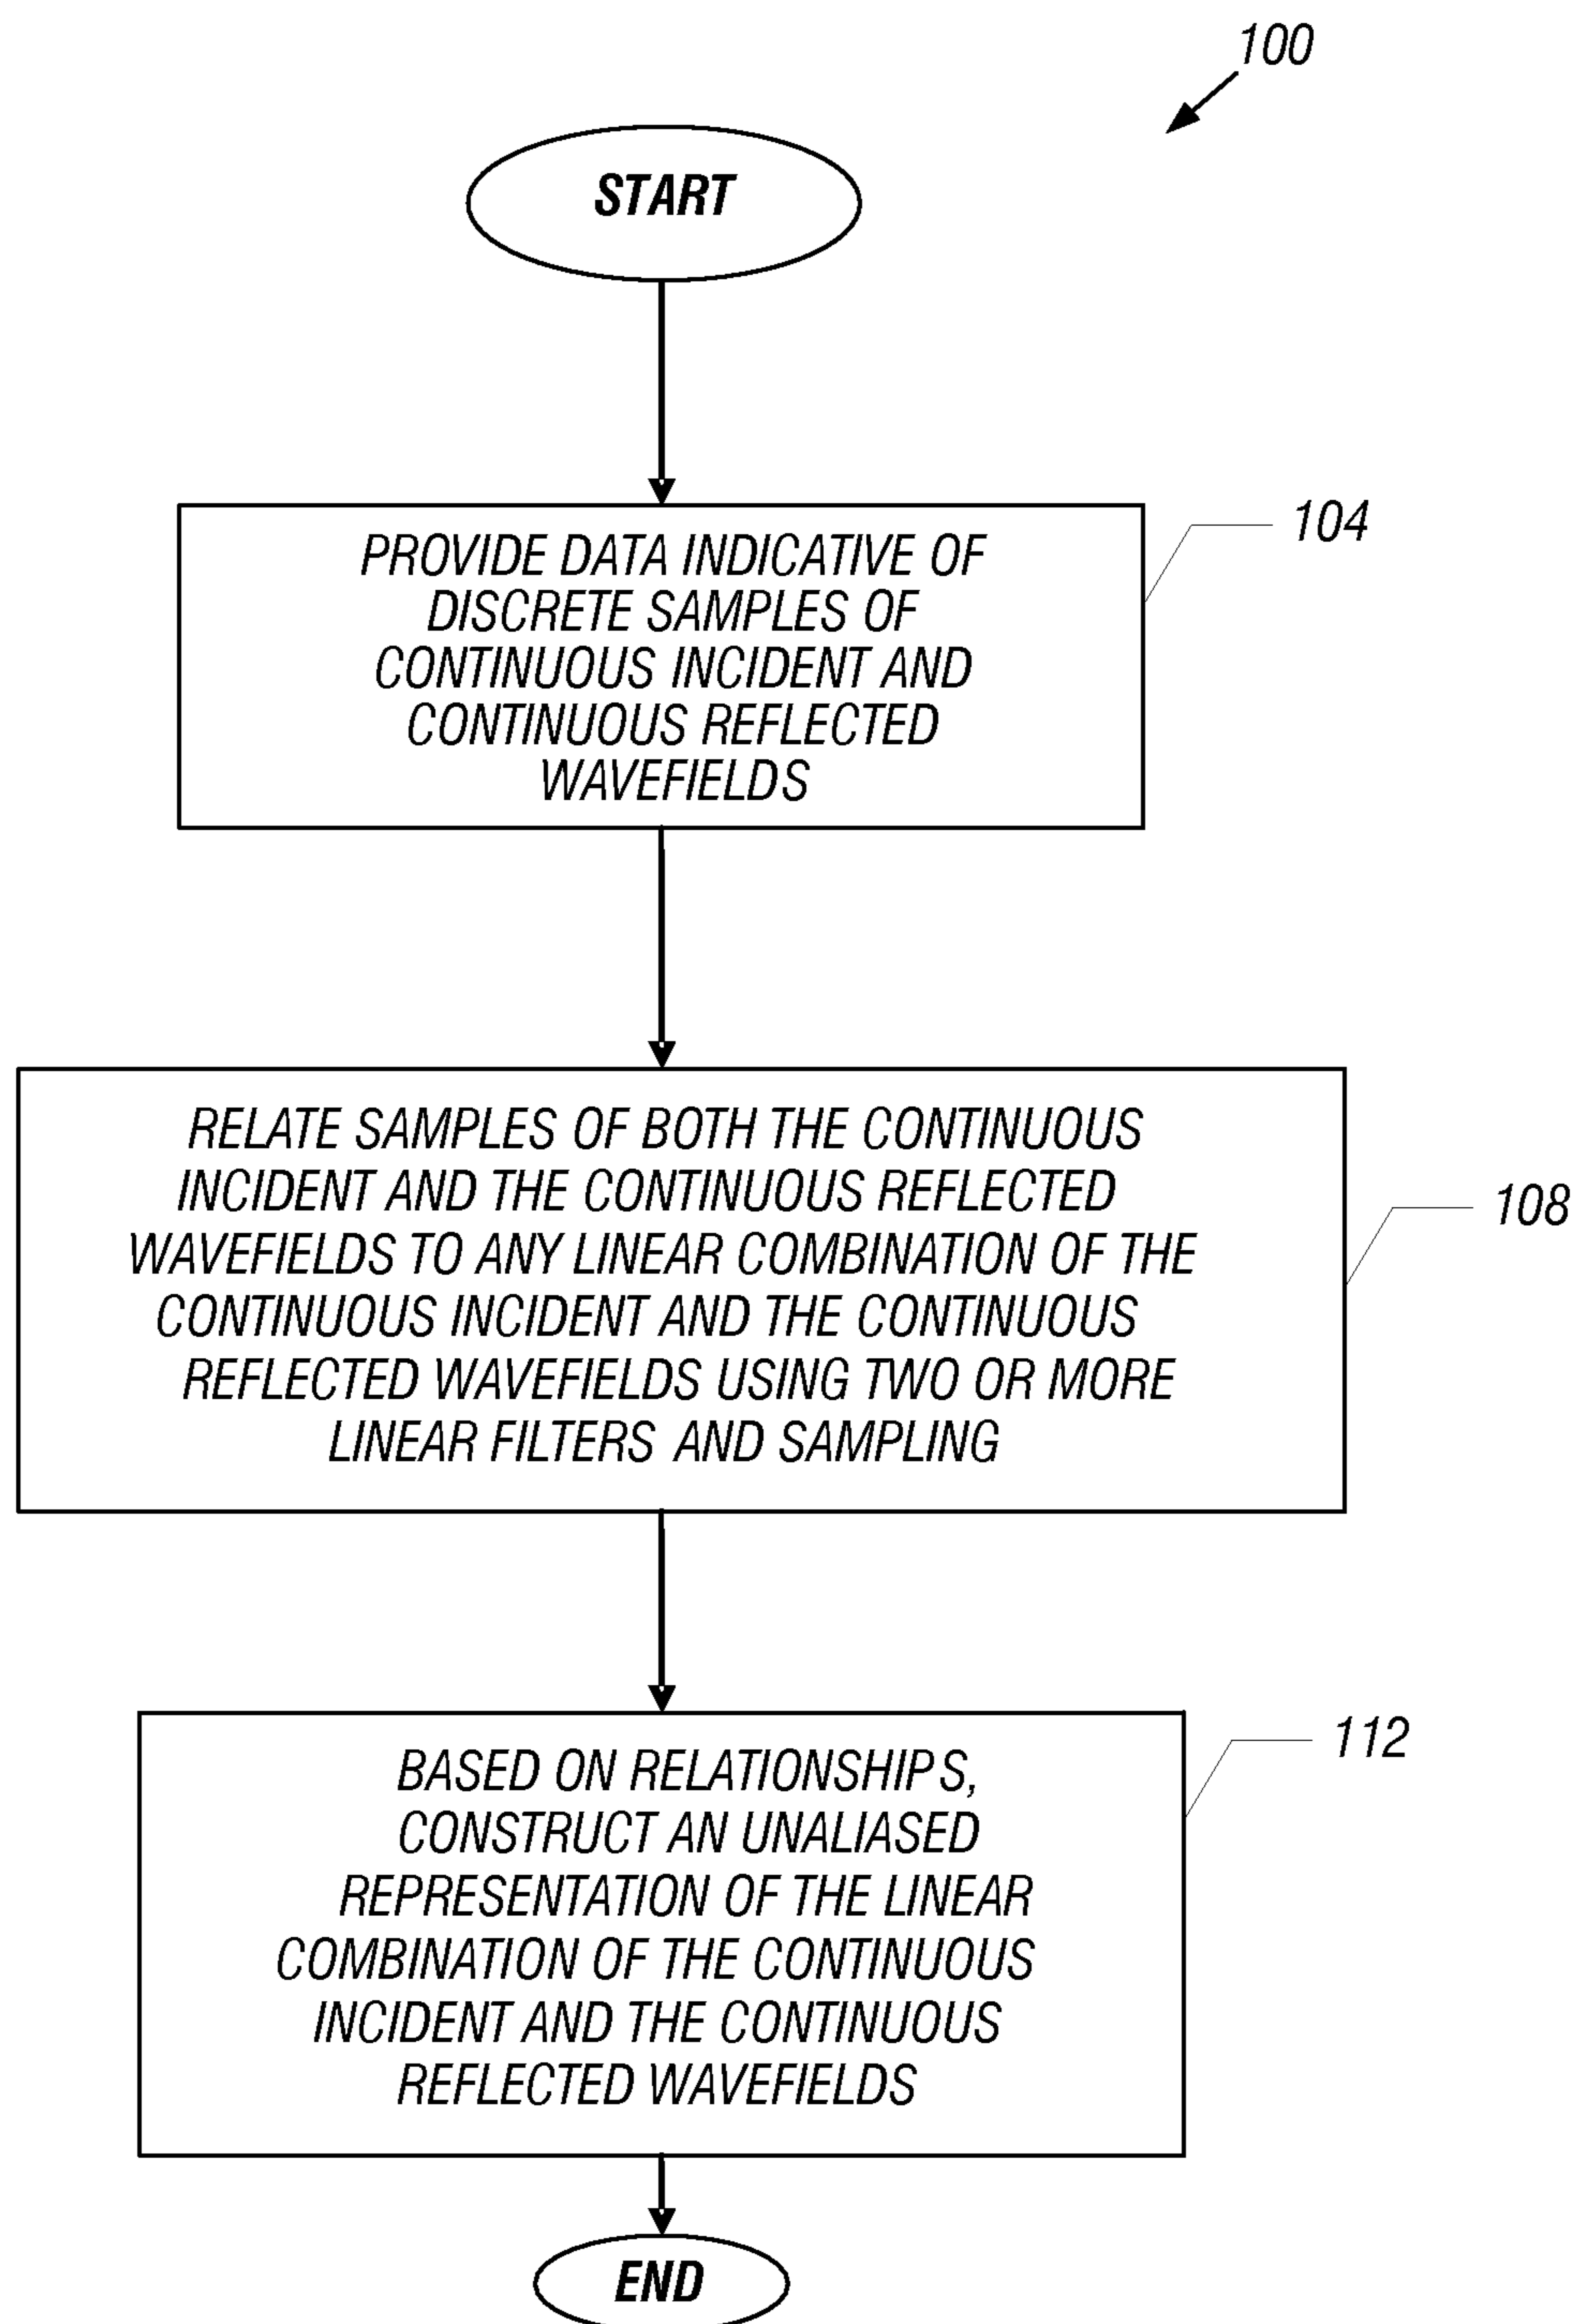 100
START
PROVIDE DATA INDICATIVE OF
DISCRETE SAMPLES OF
CONTINUOUS INCIDENT AND
CONTINUOUS REFLECTED
WAVEFIELDS
104
RELATE SAMPLES OF BOTH THE CONTINUOUS
INCIDENT AND THE CONTINUOUS REFLECTED
WAVEFIELDS TO ANY LINEAR COMBINATION OF THE
CONTINUOUS INCIDENT AND THE CONTINUOUS
REFLECTED WAVEFIELDS USING TWO OR MORE
LINEAR FILTERS AND SAMPLING
108
BASED ON RELATIONSHIPS,
CONSTRUCT AN UNALIASED
REPRESENTATION OF THE LINEAR
COMBINATION OF THE CONTINUOUS
INCIDENT AND THE CONTINUOUS
REFLECTED WAVEFIELDS
112
END